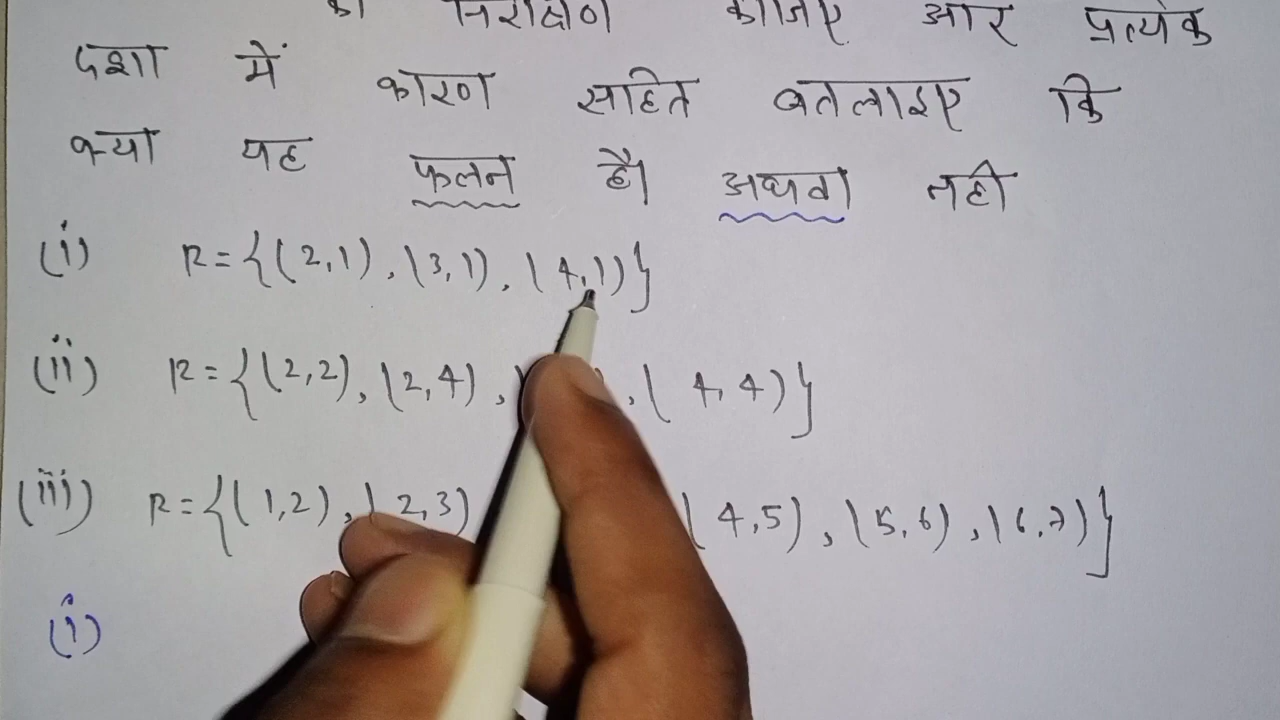 का निरीक्षण कीजिए और प्रत्येक
दशा में कारण सहित बतलाइए कि
क्या यह फलन है। अथवा नही
(i) R={(2,1),(3,1),(4,1)}
(ii) R={(2,2),(2,4), ,(4,4)}
(iii) R={(1,2),(2,3) (4,5),(5,6),(6,7)}
(i)